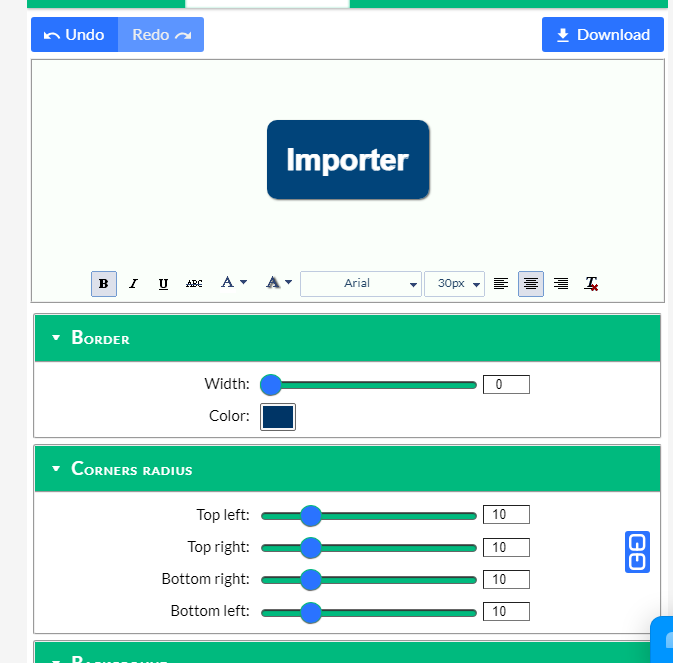 Undo Redo Download
Importer
B I U ABC A A Arial 30px T
Border
Width: 0
Color:
Corners radius
Top left: 10
Top right: 10
Bottom right: 10
Bottom left: 10